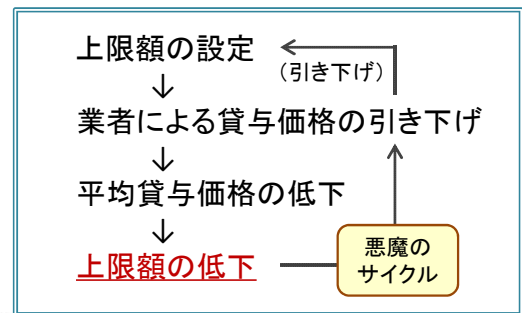 上限額の設定
（引き下げ）
↓
業者による貸与価格の引き下げ
↓
平均貸与価格の低下
↓
上限額の低下
悪魔の
サイクル